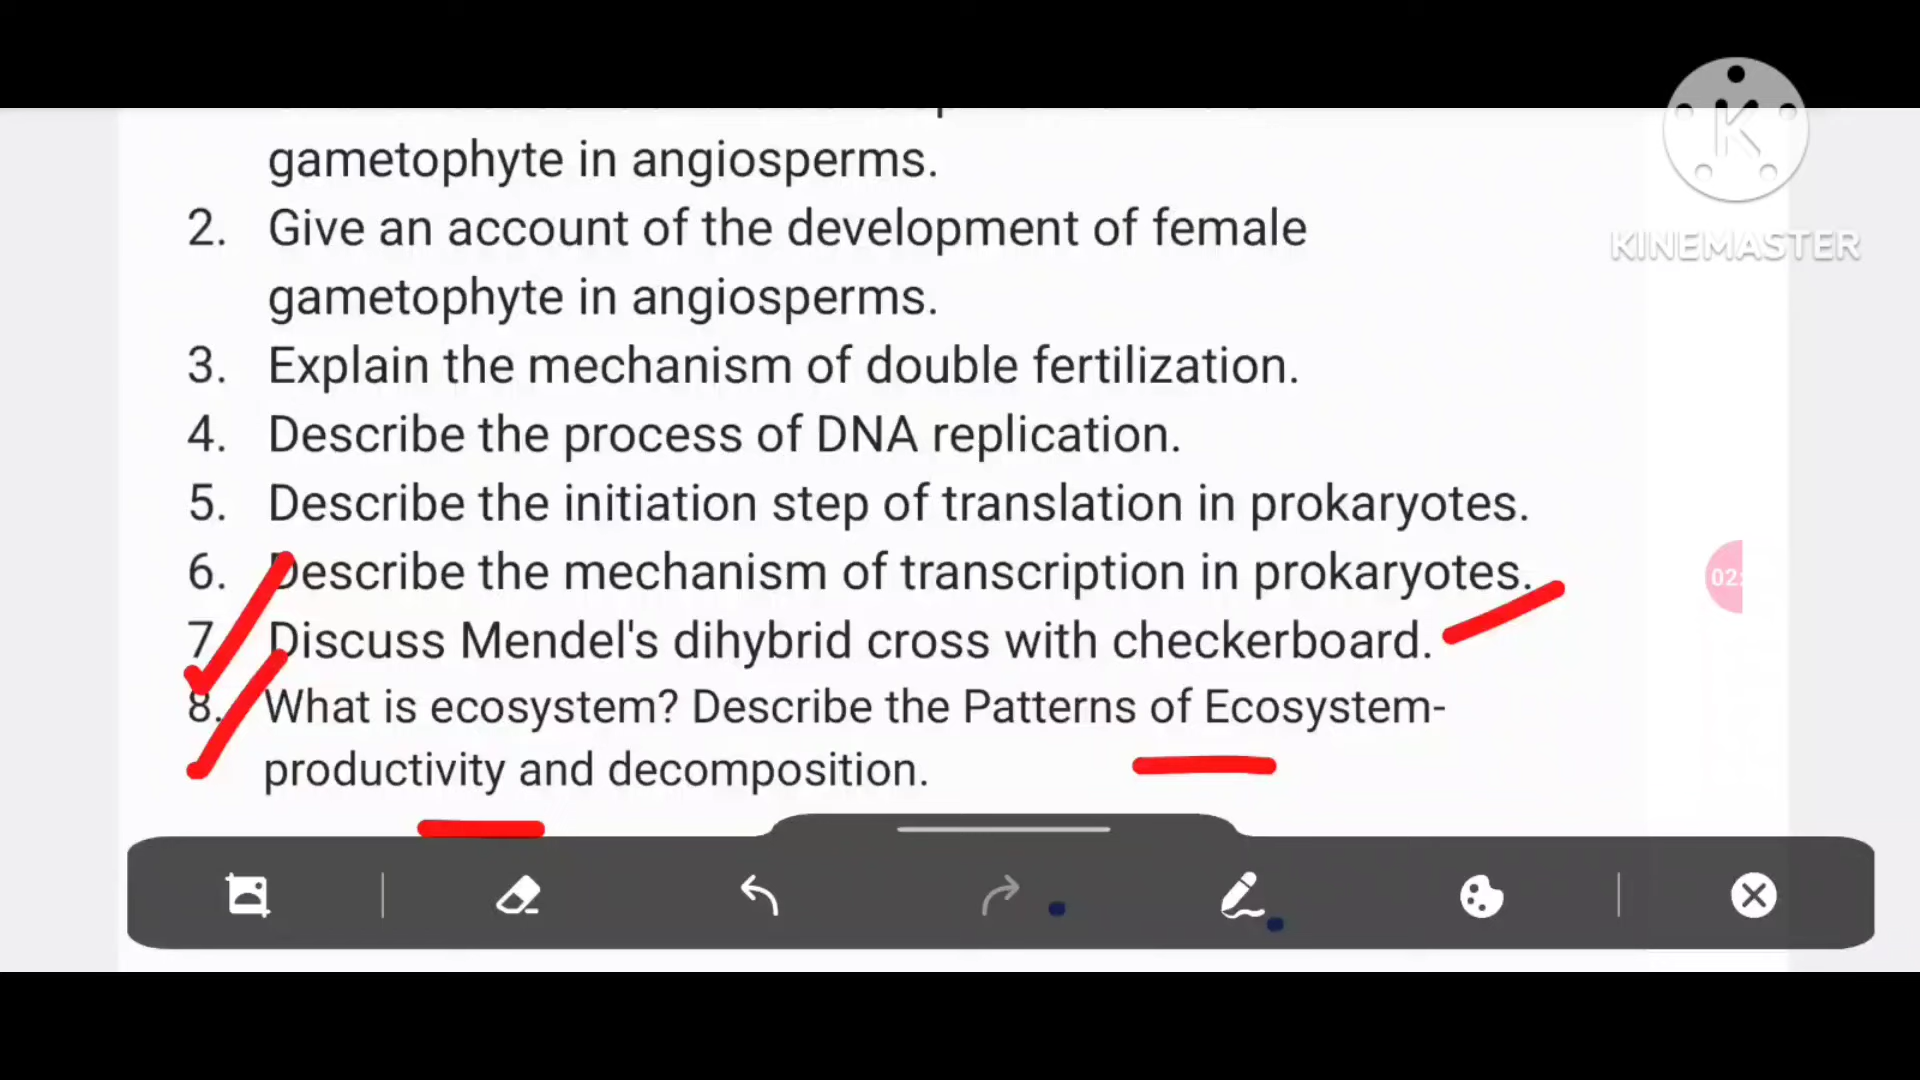 gametophyte in angiosperms.
2. Give an account of the development of female
gametophyte in angiosperms.
3. Explain the mechanism of double fertilization.
4. Describe the process of DNA replication.
5. Describe the initiation step of translation in prokaryotes.
6. Describe the mechanism of transcription in prokaryotes.
7. Discuss Mendel's dihybrid cross with checkerboard.
8. What is ecosystem? Describe the Patterns of Ecosystem-
productivity and decomposition.
K
KINEMASTER
02: